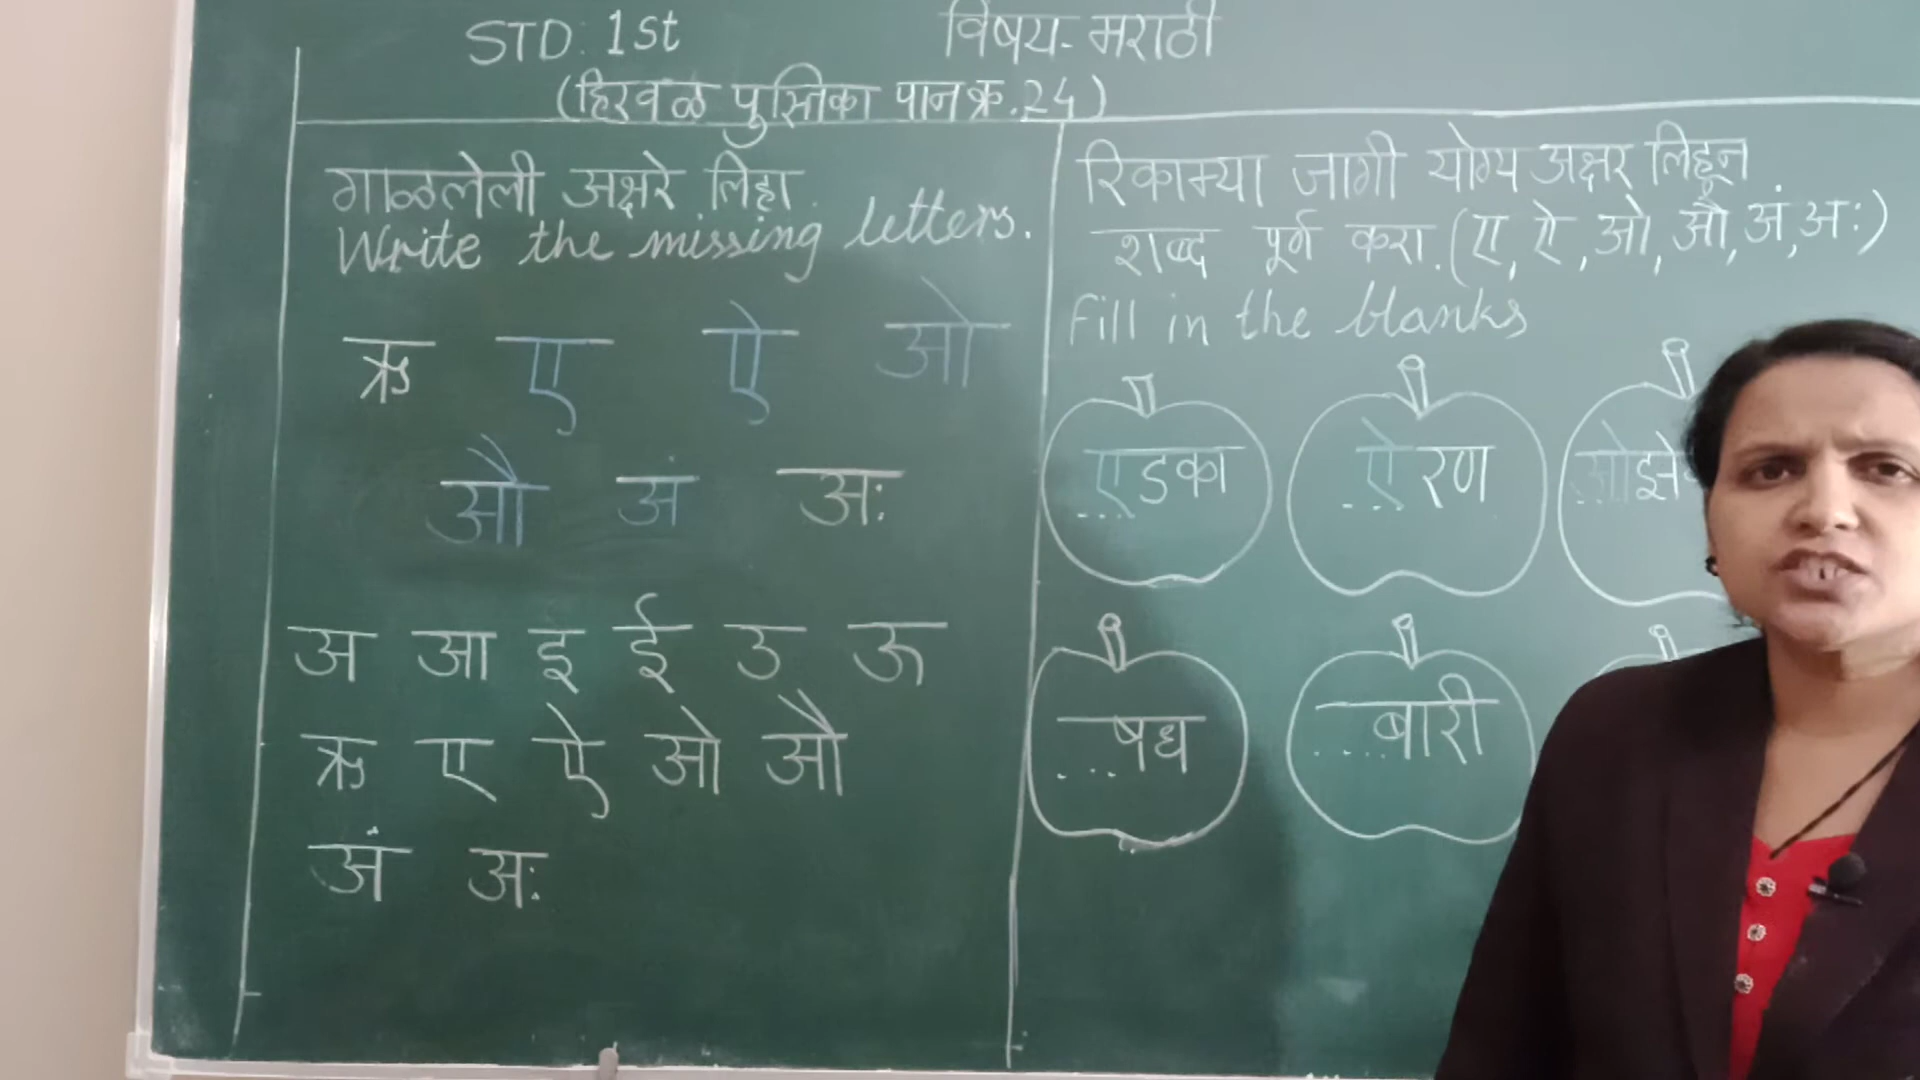 STD: 1st विषय- मराठी
(हिरवळ पुस्तिका पान क्र. 24)
गाळलेली अक्षरे लिहा.
Write the missing letters.
ऋ ए ऐ ओ
औ अं अः
अ आ इ ई उ ऊ
ऋ ए ऐ ओ औ
अं अः
रिकाम्या जागी योग्य अक्षर लिहून
शब्द पूर्ण करा. (ए, ऐ, ओ, औ, अं, अः)
Fill in the blanks
एडका ऐरण
...षध ....बारी